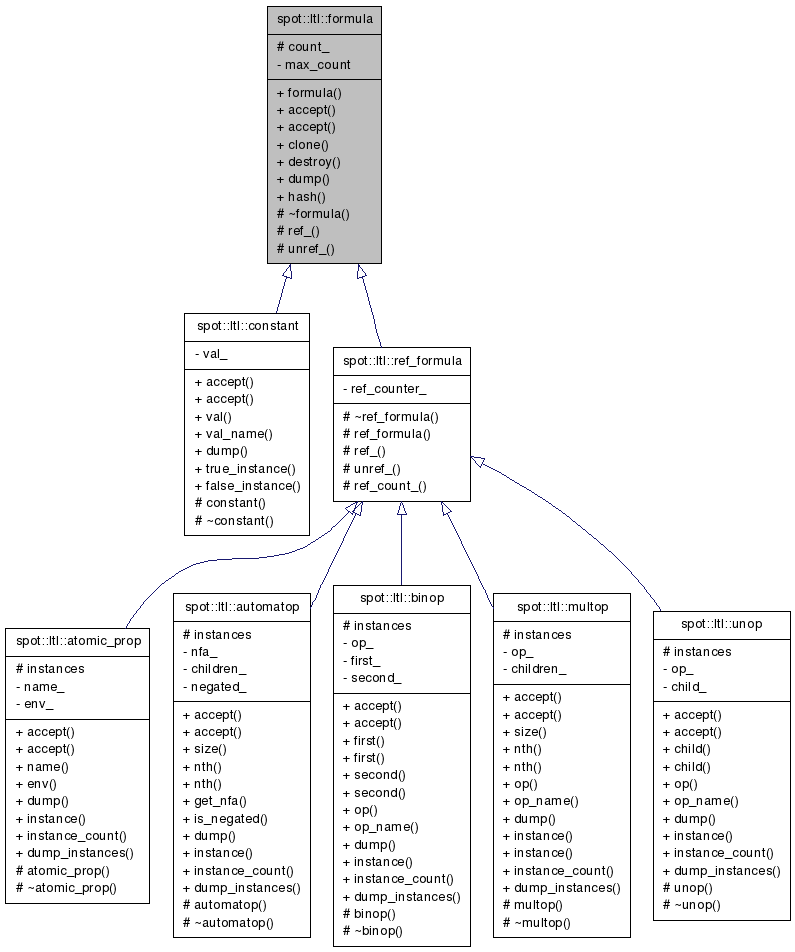 spot::ltl::formula
# count_
- max_count
+ formula()
+ accept()
+ accept()
+ clone()
+ destroy()
+ dump()
+ hash()
# ~formula()
# ref_()
# unref_()
spot::ltl::constant
- val_
+ accept()
+ accept()
+ val()
+ val_name()
+ dump()
+ true_instance()
+ false_instance()
# constant()
# ~constant()
spot::ltl::ref_formula
- ref_counter_
# ~ref_formula()
# ref_formula()
# ref_()
# unref_()
# ref_count_()
spot::ltl::atomic_prop
# instances
- name_
- env_
+ accept()
+ accept()
+ name()
+ env()
+ dump()
+ instance()
+ instance_count()
+ dump_instances()
# atomic_prop()
# ~atomic_prop()
spot::ltl::automatop
# instances
- nfa_
- children_
- negated_
+ accept()
+ accept()
+ size()
+ nth()
+ nth()
+ get_nfa()
+ is_negated()
+ dump()
+ instance()
+ instance_count()
+ dump_instances()
# automatop()
# ~automatop()
spot::ltl::binop
# instances
- op_
- first_
- second_
+ accept()
+ accept()
+ first()
+ first()
+ second()
+ second()
+ op()
+ op_name()
+ dump()
+ instance()
+ instance_count()
+ dump_instances()
# binop()
# ~binop()
spot::ltl::multop
# instances
- op_
- children_
+ accept()
+ accept()
+ size()
+ nth()
+ nth()
+ op()
+ op_name()
+ dump()
+ instance()
+ instance()
+ instance_count()
+ dump_instances()
# multop()
# ~multop()
spot::ltl::unop
# instances
- op_
- child_
+ accept()
+ accept()
+ child()
+ child()
+ op()
+ op_name()
+ dump()
+ instance()
+ instance_count()
+ dump_instances()
# unop()
# ~unop()